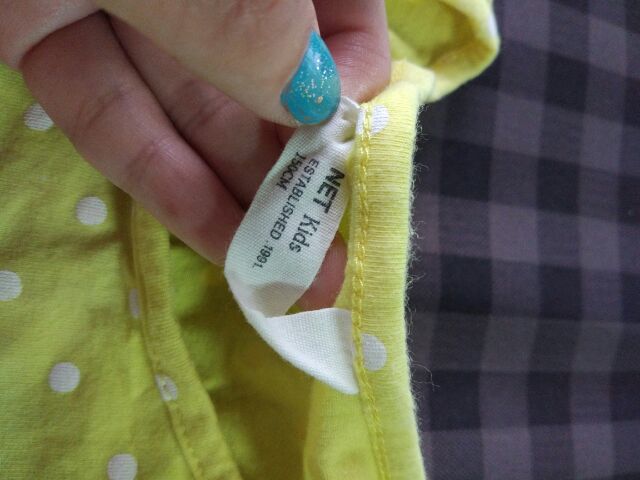 NET Kids
ESTABLISHED .1991.
150CM